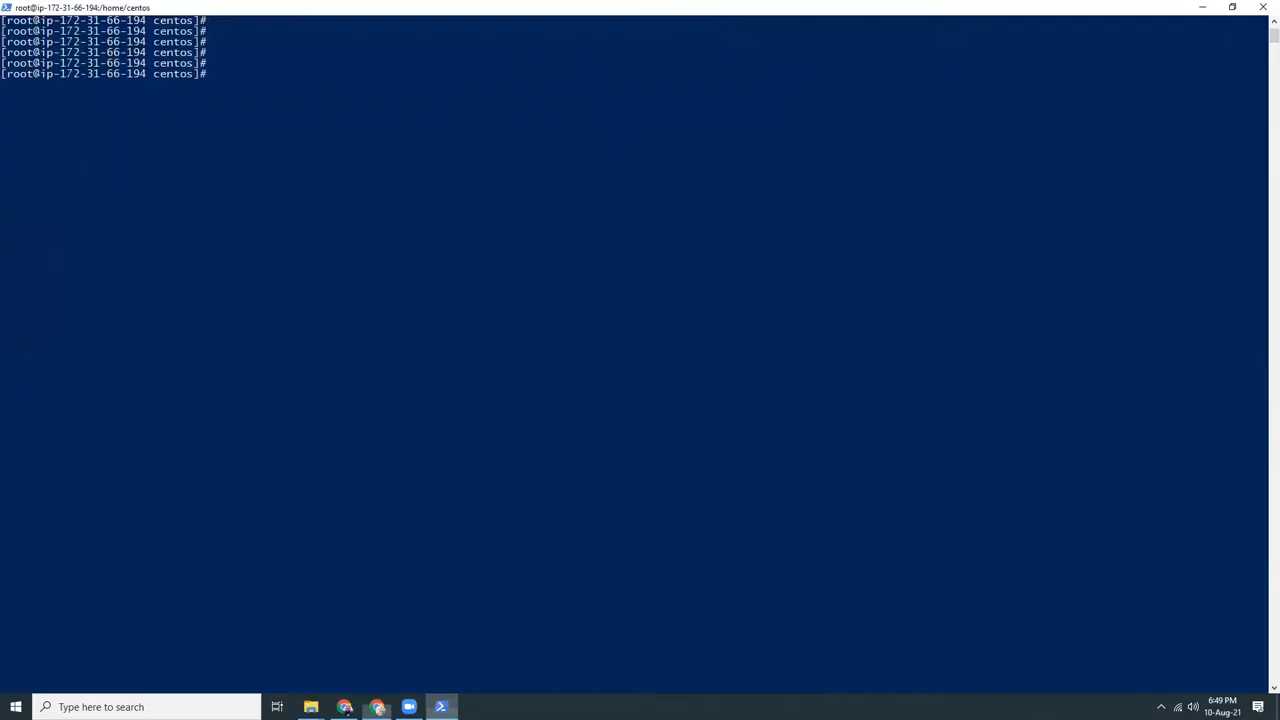 root@ip-172-31-66-194:/home/centos
[root@ip-172-31-66-194 centos]#
[root@ip-172-31-66-194 centos]#
[root@ip-172-31-66-194 centos]#
[root@ip-172-31-66-194 centos]#
[root@ip-172-31-66-194 centos]#
[root@ip-172-31-66-194 centos]#
Type here to search
6:49 PM
10-Aug-21